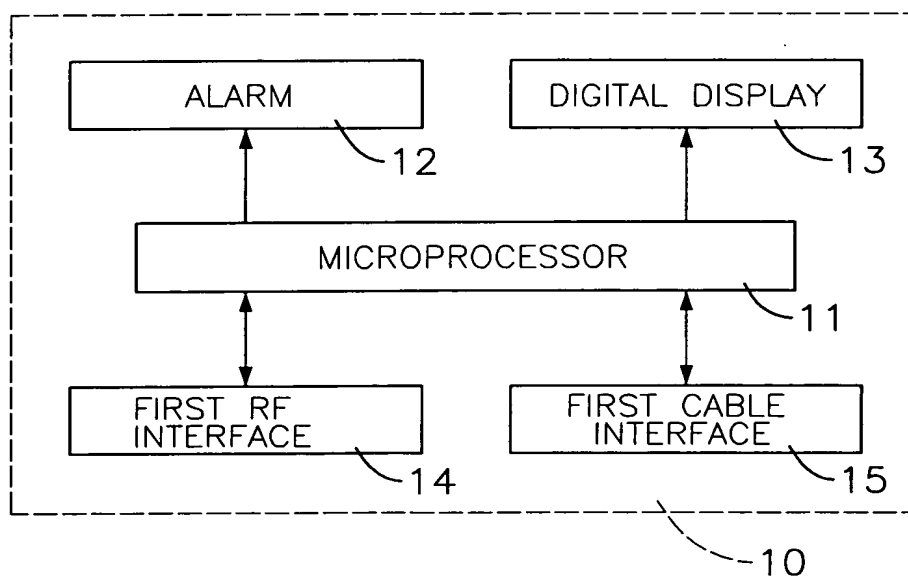 ALARM
12
DIGITAL DISPLAY
13
MICROPROCESSOR
11
FIRST RF
INTERFACE
14
FIRST CABLE
INTERFACE
15
10